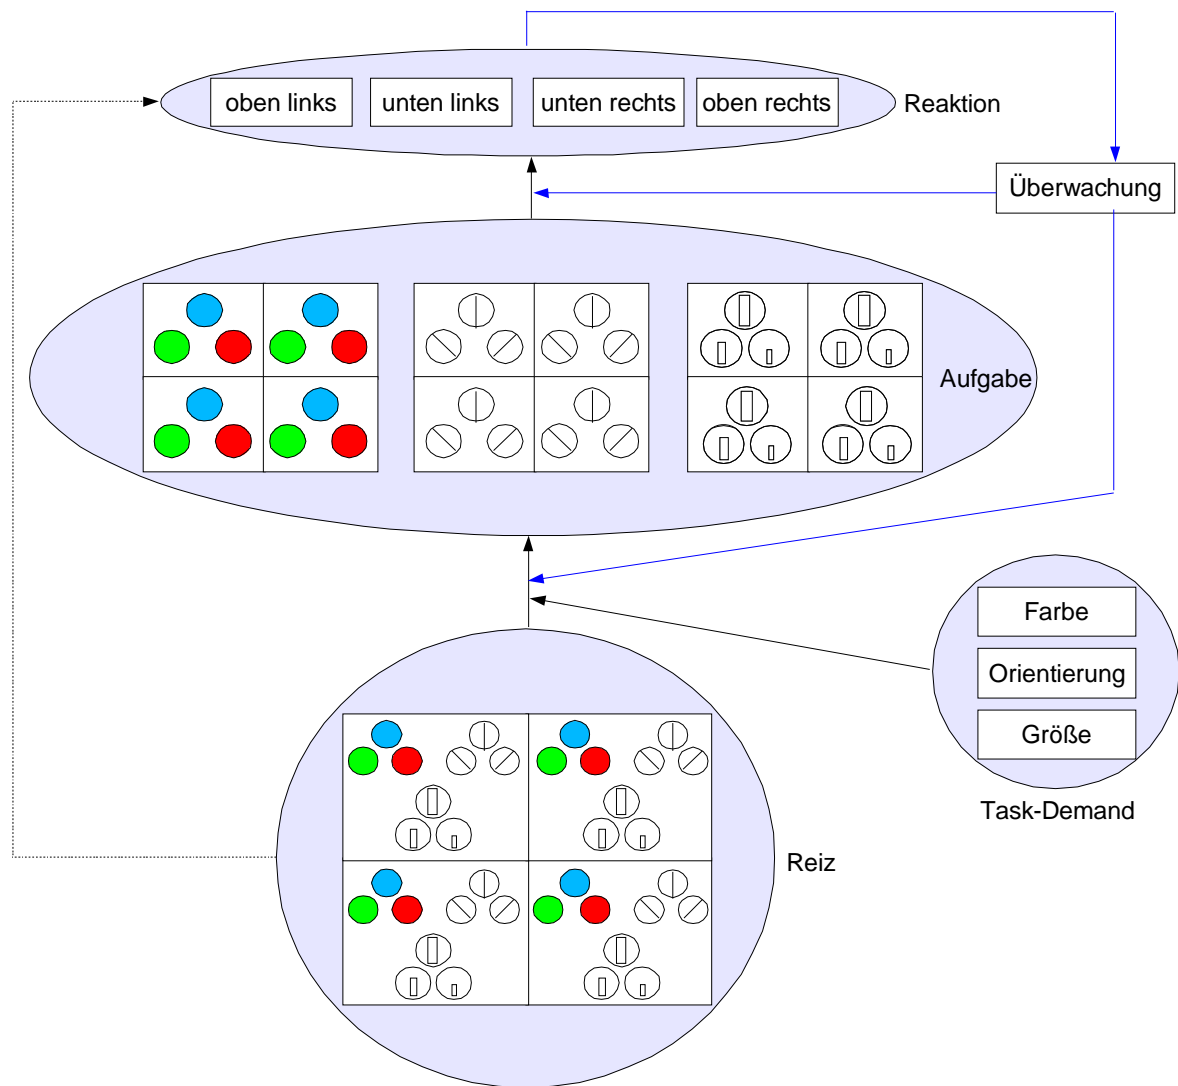 oben links
unten links
unten rechts
oben rechts
Reaktion
Überwachung
Aufgabe
Farbe
Orientierung
Größe
Task-Demand
Reiz